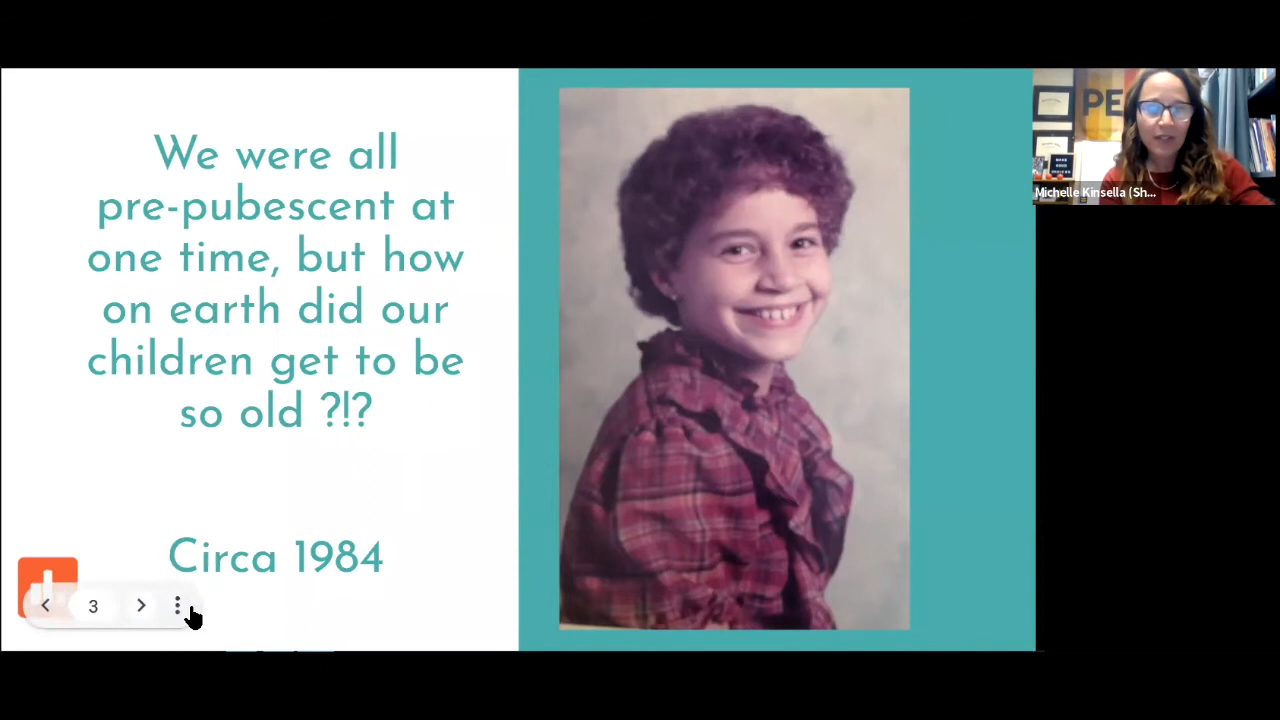 We were all
pre-pubescent at
one time, but how
on earth did our
children get to be
so old ?!?
Circa 1984
3
PE
Michelle Kinsella (Sh...